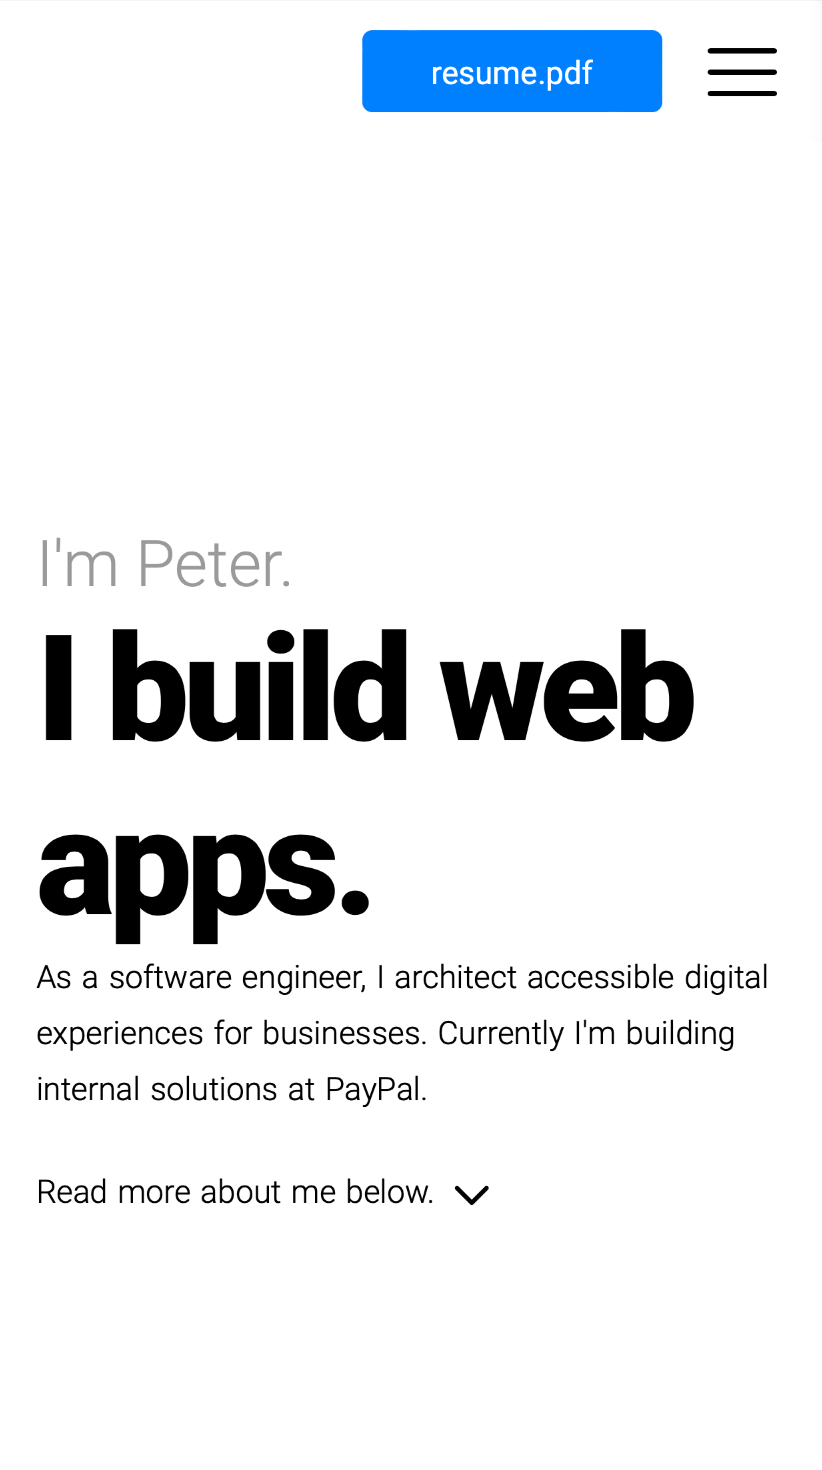 resume.pdf
I'm Peter.
I build web
apps.
As a software engineer, I architect accessible digital
experiences for businesses. Currently I'm building
internal solutions at PayPal.
Read more about me below.